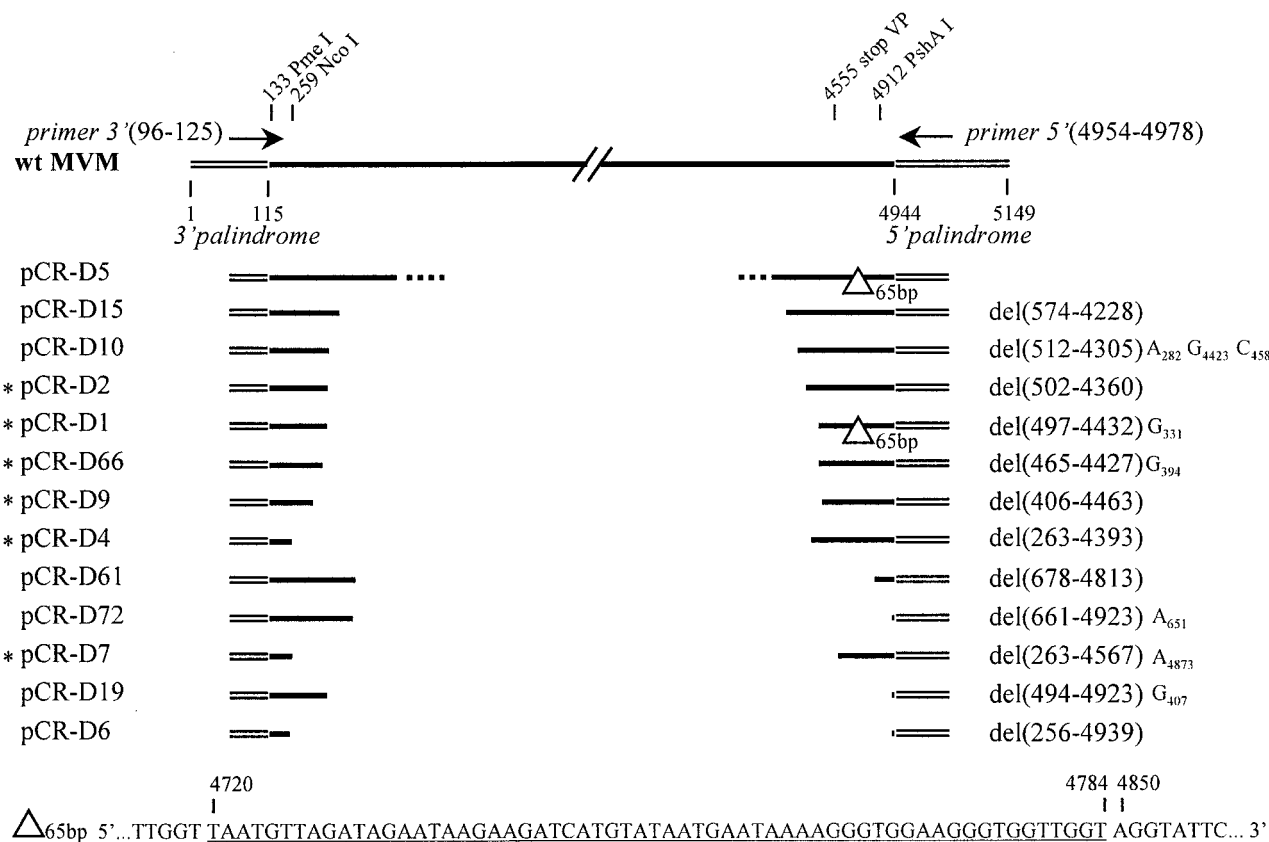 133 Pme I
259 Nco I
4555 stop VP
4912 PshA I
primer 3’(96-125)
primer 5’(4954-4978)
wt MVM
1 115 4944 5149
3’palindrome 5’palindrome
pCR-D5 65bp
pCR-D15 del(574-4228)
pCR-D10 del(512-4305) A282 G4423 C458
* pCR-D2 del(502-4360)
* pCR-D1 65bp del(497-4432) G331
* pCR-D66 del(465-4427) G394
* pCR-D9 del(406-4463)
* pCR-D4 del(263-4393)
pCR-D61 del(678-4813)
pCR-D72 del(661-4923) A651
* pCR-D7 del(263-4567) A4873
pCR-D19 del(494-4923) G407
pCR-D6 del(256-4939)
4720 4784 4850
△65bp 5’...TTGGT TAATGTTAGATAGAATAAGAAGATCATGTATAATGAATAAAAGGGTGGAAGGGTGGTTGGT AGGTATTC... 3’